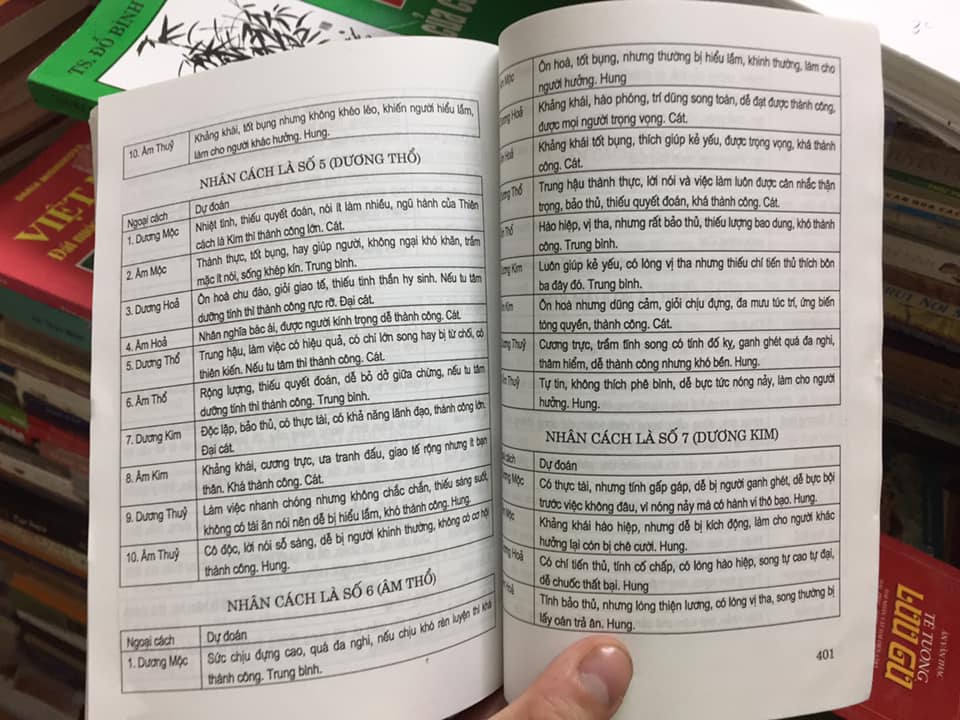 TS. ĐỖ BÌNH
CỦA C
10. Âm Thuỷ
Khảng khái, tốt bụng nhưng không khéo léo, khiến người hiểu lầm,
làm cho người khác hưởng. Hung.
NHÂN CÁCH LÀ SỐ 5 (DƯƠNG THỔ)
Ngoại cách Dự đoán
1. Dương Mộc Nhiệt tình, thiếu quyết đoán, nói ít làm nhiều, ngũ hành của Thiên
cách là Kim thì thành công lớn. Cát.
2. Âm Mộc Thành thực, tốt bụng, hay giúp người, không ngại khó khăn, trầm
mặc ít nói, sống khép kín. Trung bình.
3. Dương Hoả Ôn hoà chu đáo, giỏi giao tế, thiếu tinh thần hy sinh. Nếu tu tâm
dưỡng tính thì thành công rực rỡ. Đại cát.
4. Âm Hoả Nhân nghĩa bác ái, được người kính trọng dễ thành công. Cát.
5. Dương Thổ Trung hậu, làm việc có hiệu quả, có chí lớn song hay bị từ chối, có
thiên kiến. Nếu tu tâm thì thành công. Cát.
6. Âm Thổ Rộng lượng, thiếu quyết đoán, dễ bỏ dở giữa chừng, nếu tu tâm
dưỡng tính thì thành công. Trung bình.
7. Dương Kim Độc lập, bảo thủ, có thực tài, có khả năng lãnh đạo, thành công lớn.
Đại cát.
8. Âm Kim Khảng khái, cương trực, ưa tranh đấu, giao tế rộng nhưng ít bạn
thân. Khá thành công. Cát.
9. Dương Thuỷ Làm việc nhanh chóng nhưng không chắc chắn, thiếu sáng suốt,
không có tài ăn nói nên dễ bị hiểu lầm, khó thành công. Hung.
10. Âm Thuỷ Cô độc, lời nói sỗ sàng, dễ bị người khinh thường, không có cơ hội
thành công. Hung.
NHÂN CÁCH LÀ SỐ 6 (ÂM THỔ)
Ngoại cách Dự đoán
1. Dương Mộc Sức chịu đựng cao, quá đa nghi, nếu chịu khó rèn luyện thì khá
thành công. Trung bình.
Mộc Ôn hoà, tốt bụng, nhưng thường bị hiểu lầm, khinh thường, làm cho
người hưởng. Hung
ương Hoả Khảng khái, hào phóng, trí dũng song toàn, dễ đạt được thành công,
được mọi người trọng vọng. Cát.
Hoả Khảng khái tốt bụng, thích giúp kẻ yếu, được trọng vọng, khá thành
công. Cát.
ương Thổ Trung hậu thành thực, lời nói và việc làm luôn được cân nhắc thận
trọng, bảo thủ, thiếu quyết đoán, khá thành công. Cát.
Thổ Hào hiệp, vị tha, nhưng rất bảo thủ, thiếu lượng bao dung, khó thành
công. Trung bình.
ương Kim Luôn giúp kẻ yếu, có lòng vị tha nhưng thiếu chí tiến thủ thích bôn
ba đây đó. Trung bình.
Kim Ôn hoà nhưng dũng cảm, giỏi chịu đựng, đa mưu túc trí, ứng biến
tòng quyền, thành công. Cát.
ương Thuỷ Cương trực, trầm tĩnh song có tính đố kỵ, ganh ghét quá đa nghi,
thâm hiểm, dễ thành công nhưng khó bền. Hung.
Thuỷ Tự tin, không thích phê bình, dễ bực tức nóng nảy, làm cho người
hưởng. Hung.
NHÂN CÁCH LÀ SỐ 7 (DƯƠNG KIM)
cách Dự đoán
ương Mộc Có thực tài, nhưng tính gấp gáp, dễ bị người ganh ghét, dễ bực bội
trước việc không đâu, vì nóng nảy mà có hành vi thô bạo. Hung.
Mộc Khảng khái hào hiệp, nhưng dễ bị kích động, làm cho người khác
hưởng lại còn bị chê cười. Hung.
ương Hoả Có chí tiến thủ, tính cố chấp, có lòng hào hiệp, song tự cao tự đại,
dễ chuốc thất bại. Hung
Hoả Tính bảo thủ, nhưng lòng thiện lương, có lòng vị tha, song thường bị
lấy oán trả ân. Hung.
401
VIỆT
TỂ TƯỚNG
LƯU GÙ